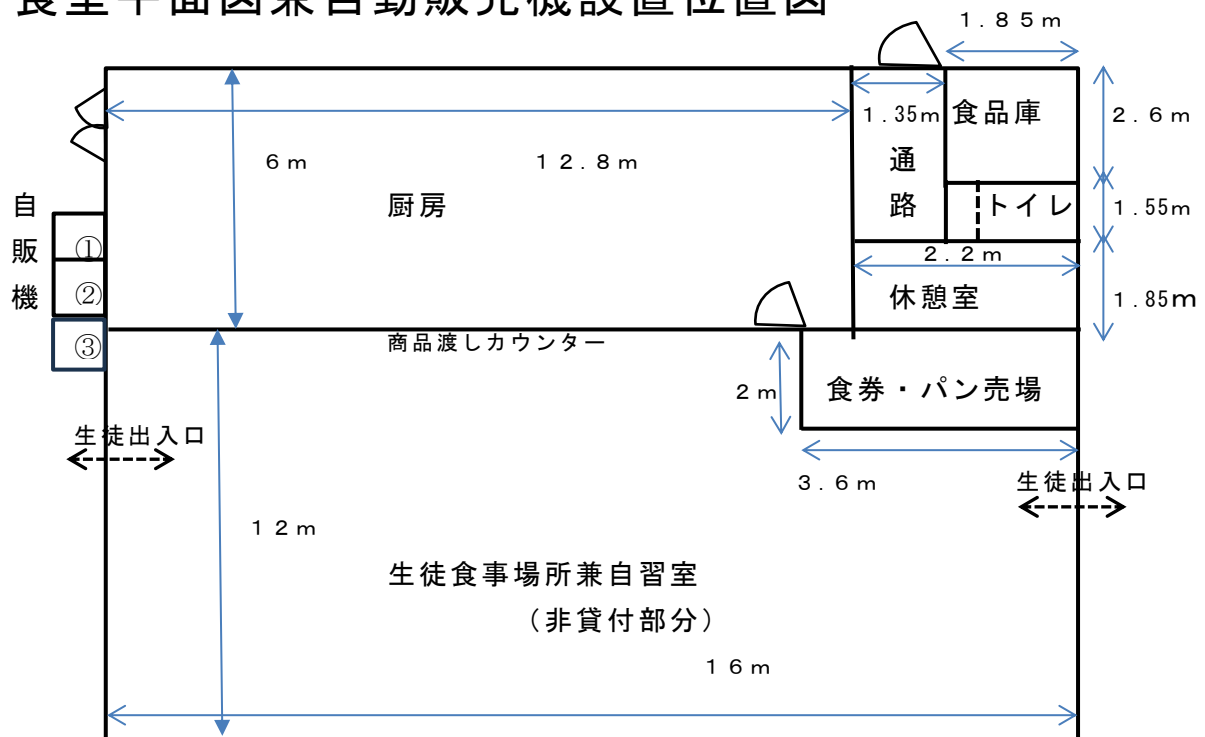 食堂平面図兼自動販売機設置位置図
１.８５ｍ
1.35m
食品庫
２.６ｍ
６ｍ
１２.８ｍ
通路
厨房
自販機
トイレ
1.55m
①
２.２ｍ
②
休憩室
1.85ｍ
③
商品渡しカウンター
２ｍ
食券・パン売場
生徒出入口
３.６ｍ
生徒出入口
１２ｍ
生徒食事場所兼自習室
（非貸付部分）
１６ｍ